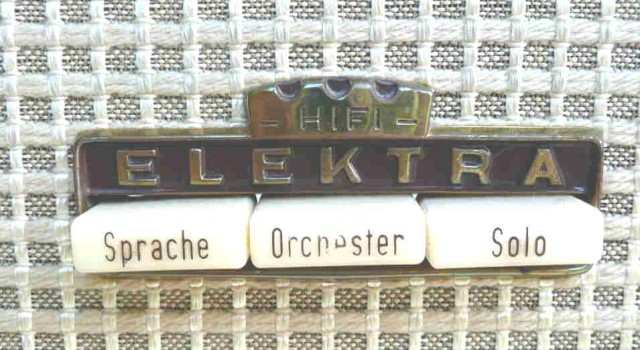 - HIFI -
ELEKTRA
Sprache Orchester Solo